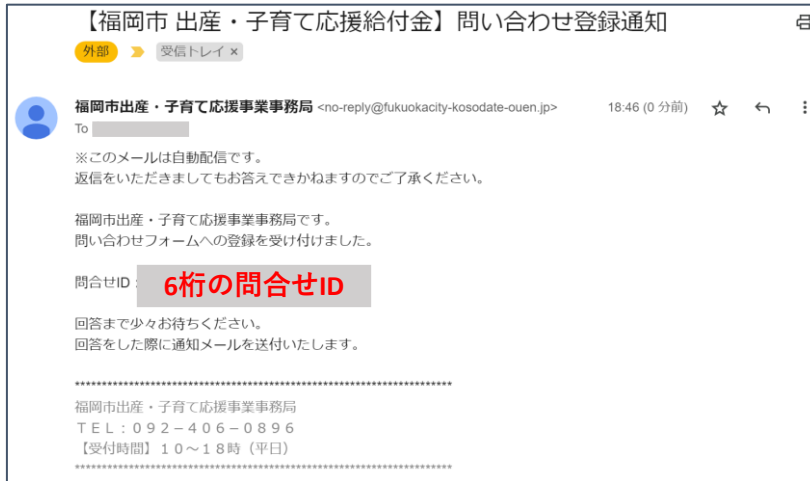 【福岡市 出産・子育て応援給付金】問い合わせ登録通知
外部 受信トレイ ×
福岡市出産・子育て応援事業事務局 <no-reply@fukuokacity-kosodate-ouen.jp> 18:46 (0 分前)
To
※このメールは自動配信です。
返信をいただきましてもお答えできかねますのでご了承ください。
福岡市出産・子育て応援事業事務局です。
問い合わせフォームへの登録を受け付けました。
問合せID : 6桁の問合せID
回答まで少々お待ちください。
回答をした際に通知メールを送付いたします。
**********************************************************************
福岡市出産・子育て応援事業事務局
ＴＥＬ：０９２－４０６－０８９６
【受付時間】１０～１８時（平日）
**********************************************************************